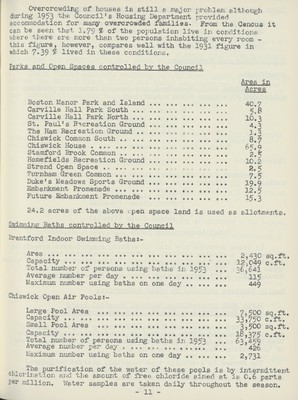 Overcrowding of houses is still a major problem although
during 1953 the Council's Housing Department provided
accommodation for many overcrowded families. From the Census it
can be seen that 1.79 % of the population live in conditions
where there are more than two persons inhabiting every room -
this figure, however, compares well with the 1931 figure in
which 7.39 % lived in these conditions.
Parks and Open Spaces controlled by the Council
Area in
Acres
Boston Manor Park and Island ... ... ... ... 40.7
Carville Hall Park South ... ... ... ... 5.8
Carville Hall Park North ... ... ... ... 10.3
St. Paul's Recreation Ground ... ... ... ... 4.3
The Ham Recreation Ground ... ... ... ... 1.3
Chiswick Common South ... ... ... ... 8.7
Chiswick House ... ... ... ... 65.9
Stamford Brook Common ... ... ... ... 2.5
Homefields Recreation Ground ... ... ... ... 10.2
Strand Open Space ... ... ... ... 2.5
Turnham Green Common ... ... ... ... 7.5
Duke's Meadows Sports Ground ... ... ... ... 19.9
Embankment Promenade ... ... ... ... 12.5
Future Embankment Promenade ... ... ... ... 15.3
24.2 acres of the above open space land is used as allotments.
Swimming Baths controlled by the Council
Brentford Indoor Swimming Baths:-
Area ... ... ... ... 2,430 sq.ft.
Capacity ... ... ... ... 12,049 c.ft.
Total number of persons using baths in 1953 ... 36,641
Average number per day ... ... ... ... 115
Maximum number using baths on one day ... ... 449
Chiswick Open Air Pools:-
Large Pool Area ... ... ... ... 7,500 sq.ft.
Capacity ... ... ... ... 33,750 c.ft.
Small Pool Area ... ... ... ... 3,500 sq.ft.
Capacity ... ... ... ... 18,375 c.ft.
Total number of persons using baths in 1953 ... 63,459
Average number per day ... ... ... ... 426
Maximum number using baths on one day ... ... 2,731
The purification of the water of these pools is by intermittent
chlorination and the amount of free chloride aimed at is 0.6 parts
per million. Water samples are taken daily throughout the season.
- 11 -